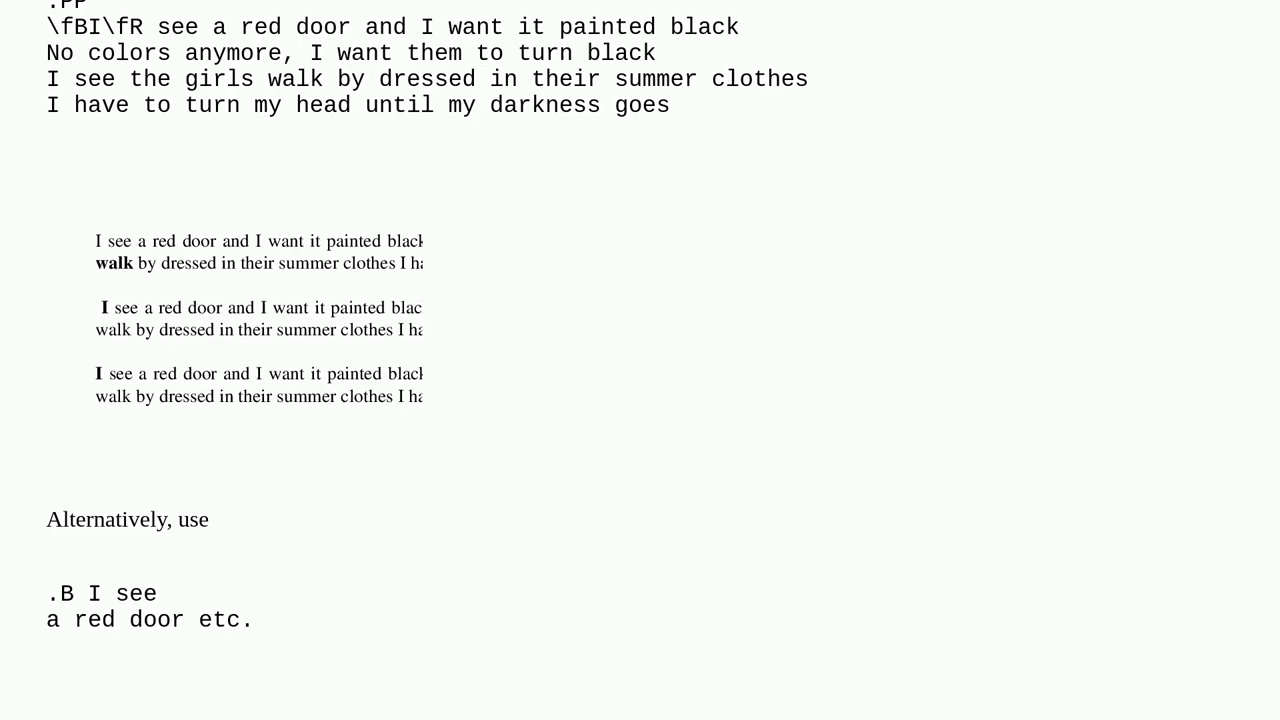 .PP
\fBI\fR see a red door and I want it painted black
No colors anymore, I want them to turn black
I see the girls walk by dressed in their summer clothes
I have to turn my head until my darkness goes
I see a red door and I want it painted black
walk by dressed in their summer clothes I ha
I see a red door and I want it painted blac
walk by dressed in their summer clothes I ha
I see a red door and I want it painted black
walk by dressed in their summer clothes I ha
Alternatively, use
.B I see
a red door etc.